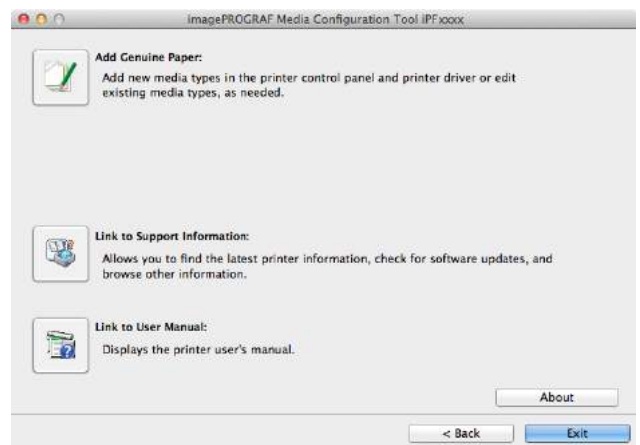 imagePROGRAF Media Configuration Tool iPFxxxx
Add Genuine Paper:
Add new media types in the printer control panel and printer driver or edit
existing media types, as needed.
Link to Support Information:
Allows you to find the latest printer information, check for software updates, and
browse other information.
Link to User Manual:
Displays the printer user's manual.
About
< Back
Exit